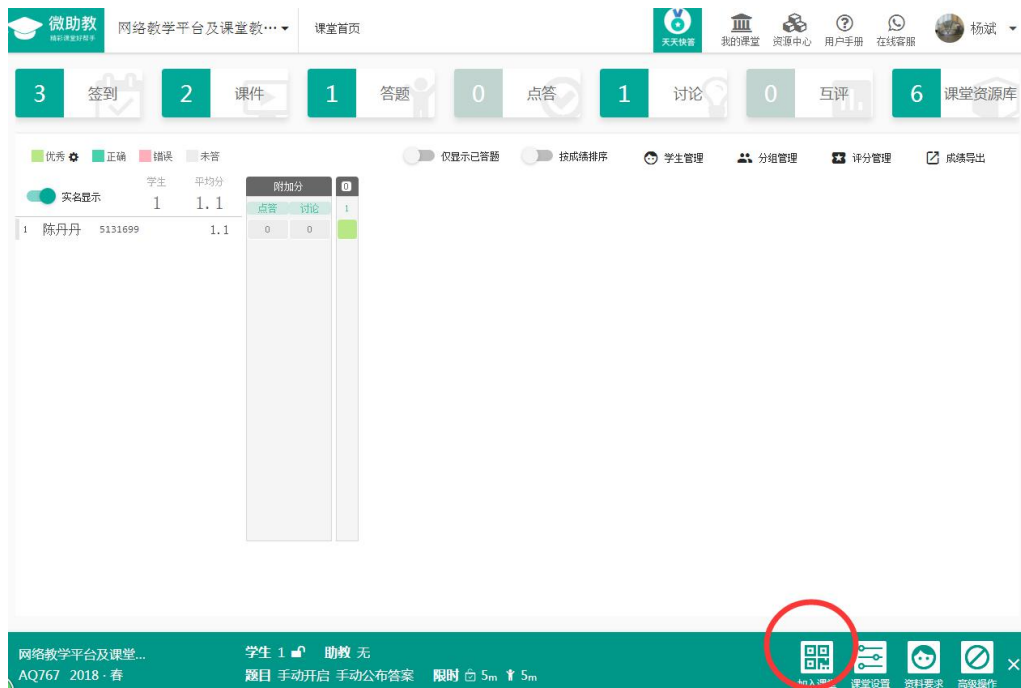 微助教
精彩课堂好帮手
网络教学平台及课堂教…
课堂首页
天天快答
我的课堂
资源中心
用户手册
在线客服
杨斌
3 签到
2 课件
1 答题
0 点答
1 讨论
0 互评
6 课堂资源库
优秀 正确 错误 未答
仅显示已答题
按成绩排序
学生管理
分组管理
评分管理
成绩导出
实名显示
学生 平均分
1 1.1
附加分 0
点答 讨论 1
1 陈丹丹 5131699 1.1 0 0
网络教学平台及课堂...
AQ767 2018·春
学生 1 助教 无
题目 手动开启 手动公布答案 限时 5m 5m
加入课堂 课堂设置 资料要求 高级操作